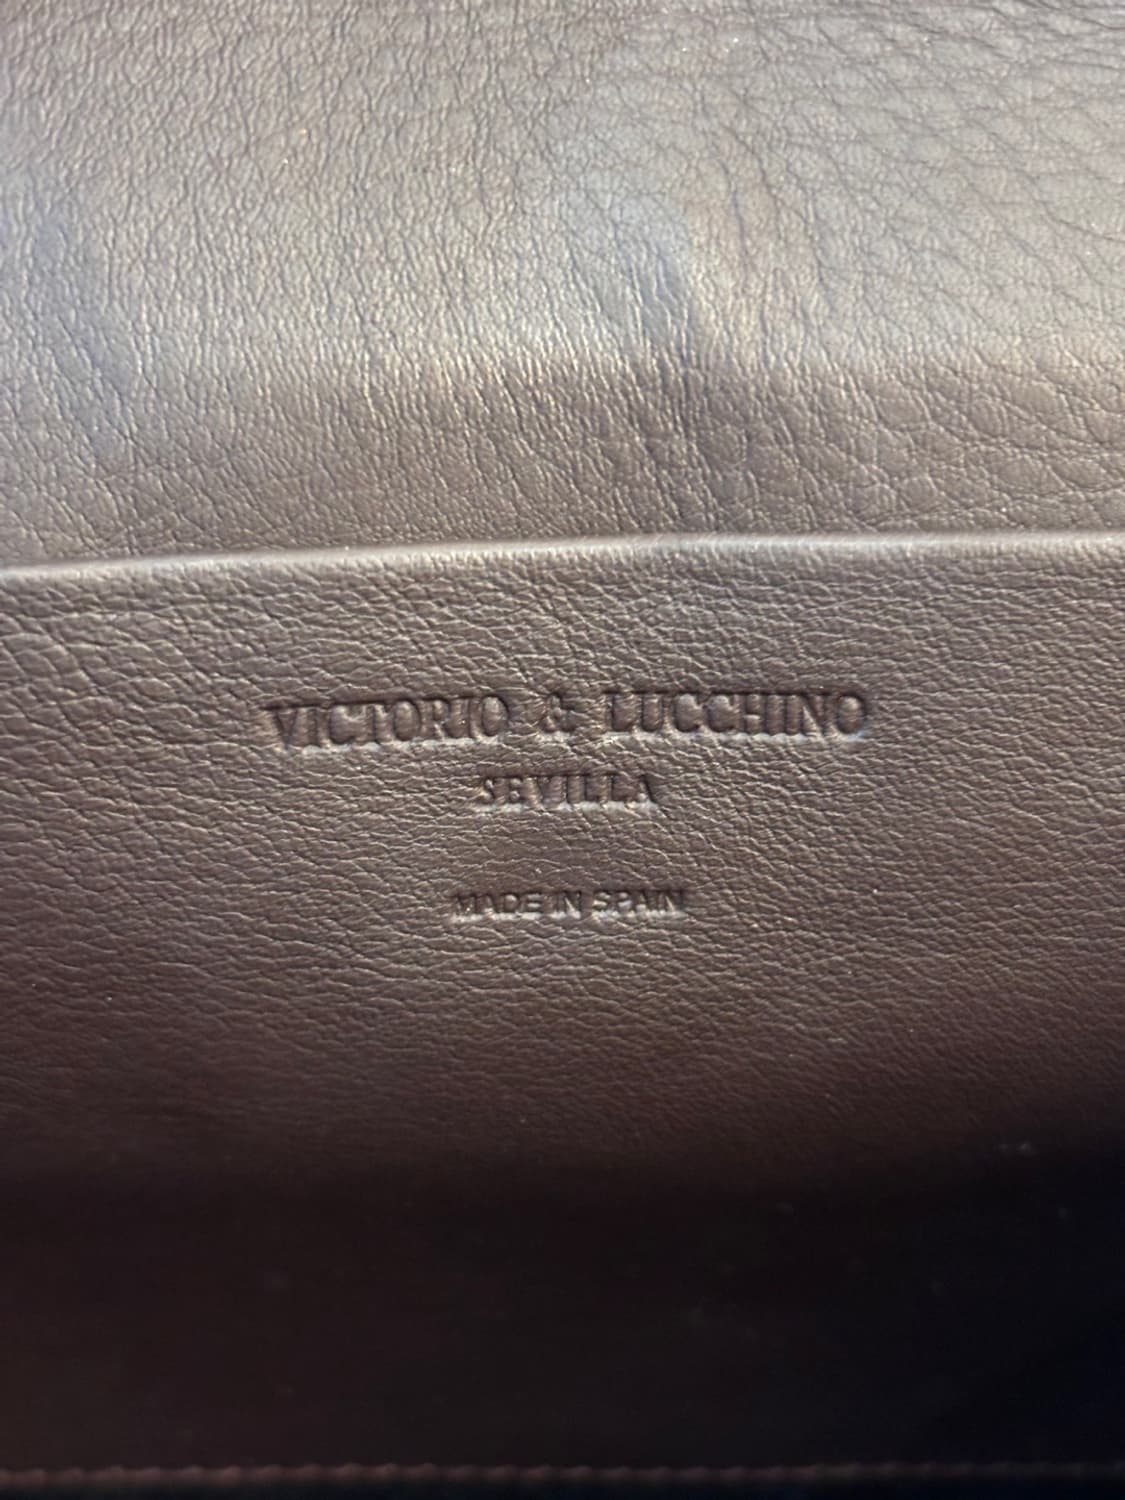 VICTORIO & LUCCHINO
SEVILLA
MADE IN SPAIN